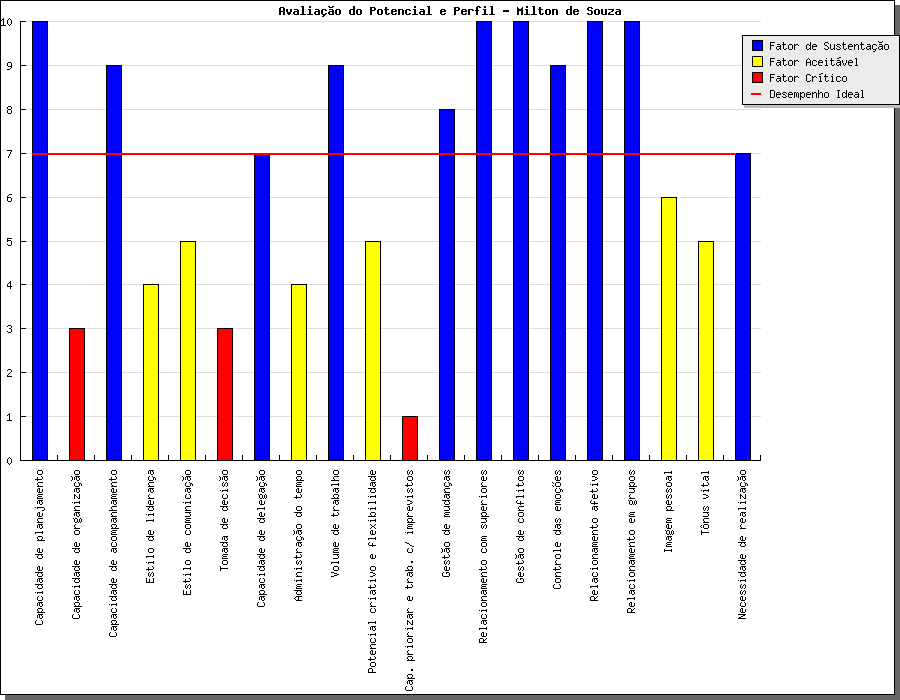 Avaliação do Potencial e Perfil - Milton de Souza
Fator de Sustentação
Fator Aceitável
Fator Crítico
Desempenho Ideal
10
9
8
7
6
5
4
3
2
1
0
Capacidade de planejamento
Capacidade de organização
Capacidade de acompanhamento
Estilo de liderança
Estilo de comunicação
Tomada de decisão
Capacidade de delegação
Administração do tempo
Volume de trabalho
Potencial criativo e flexibilidade
Cap. priorizar e trab. c/ imprevistos
Gestão de mudanças
Relacionamento com superiores
Gestão de conflitos
Controle das emoções
Relacionamento afetivo
Relacionamento em grupos
Imagem pessoal
Tônus vital
Necessidade de realização